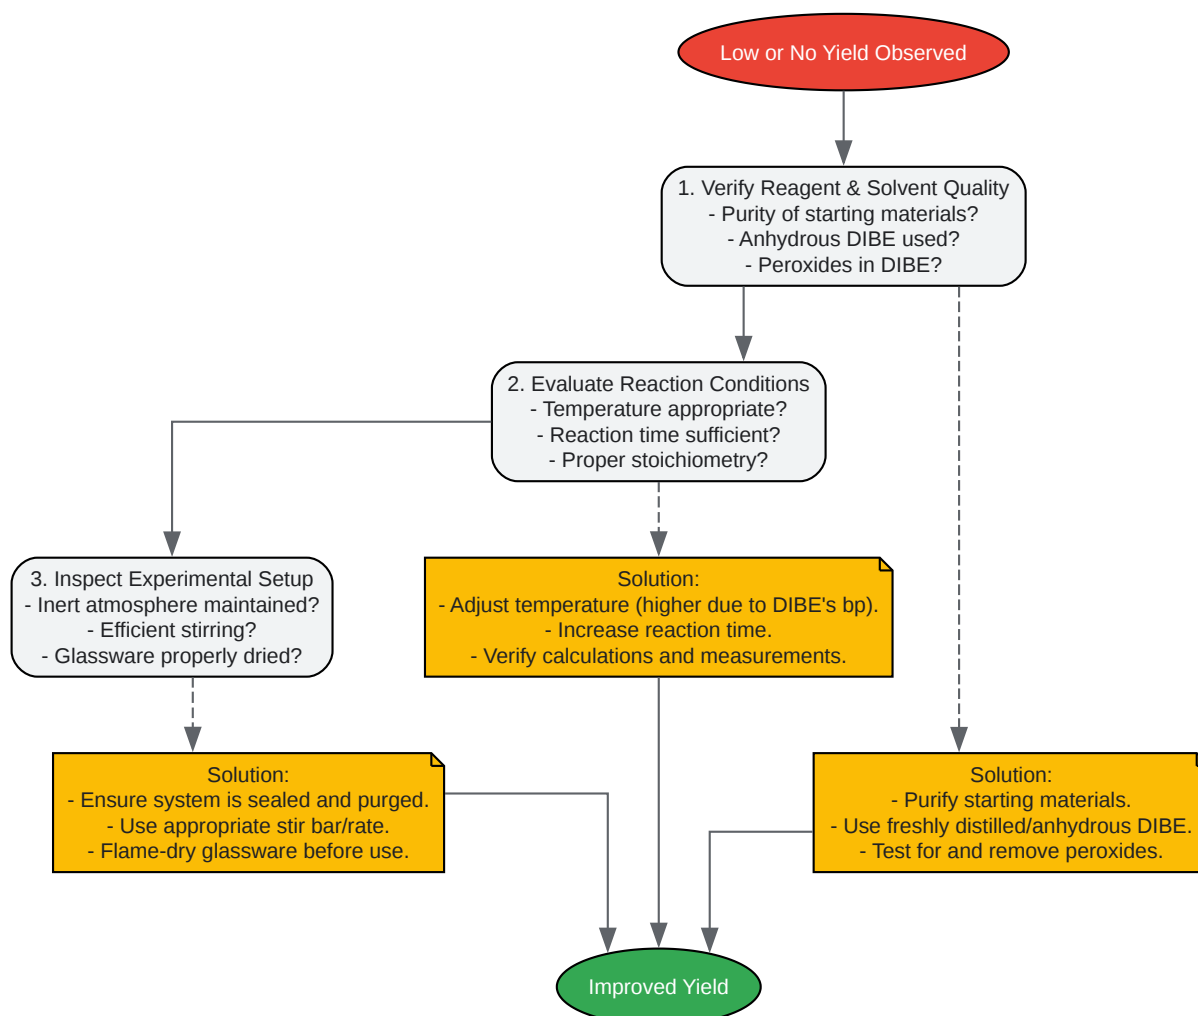 Low or No Yield Observed
1. Verify Reagent & Solvent Quality
- Purity of starting materials?
- Anhydrous DIBE used?
- Peroxides in DIBE?
2. Evaluate Reaction Conditions
- Temperature appropriate?
- Reaction time sufficient?
- Proper stoichiometry?
3. Inspect Experimental Setup
- Inert atmosphere maintained?
- Efficient stirring?
- Glassware properly dried?
Solution:
- Adjust temperature (higher due to DIBE's bp).
- Increase reaction time.
- Verify calculations and measurements.
Solution:
- Ensure system is sealed and purged.
- Use appropriate stir bar/rate.
- Flame-dry glassware before use.
Solution:
- Purify starting materials.
- Use freshly distilled/anhydrous DIBE.
- Test for and remove peroxides.
Improved Yield